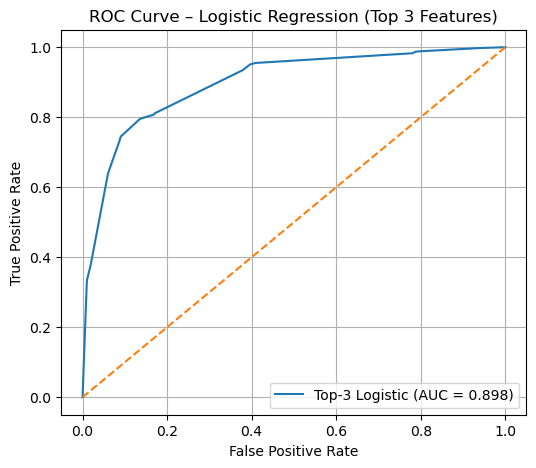 ROC Curve – Logistic Regression (Top 3 Features)
True Positive Rate
1.0
0.8
0.6
0.4
0.2
0.0
Top-3 Logistic (AUC = 0.898)
0.0 0.2 0.4 0.6 0.8 1.0
False Positive Rate